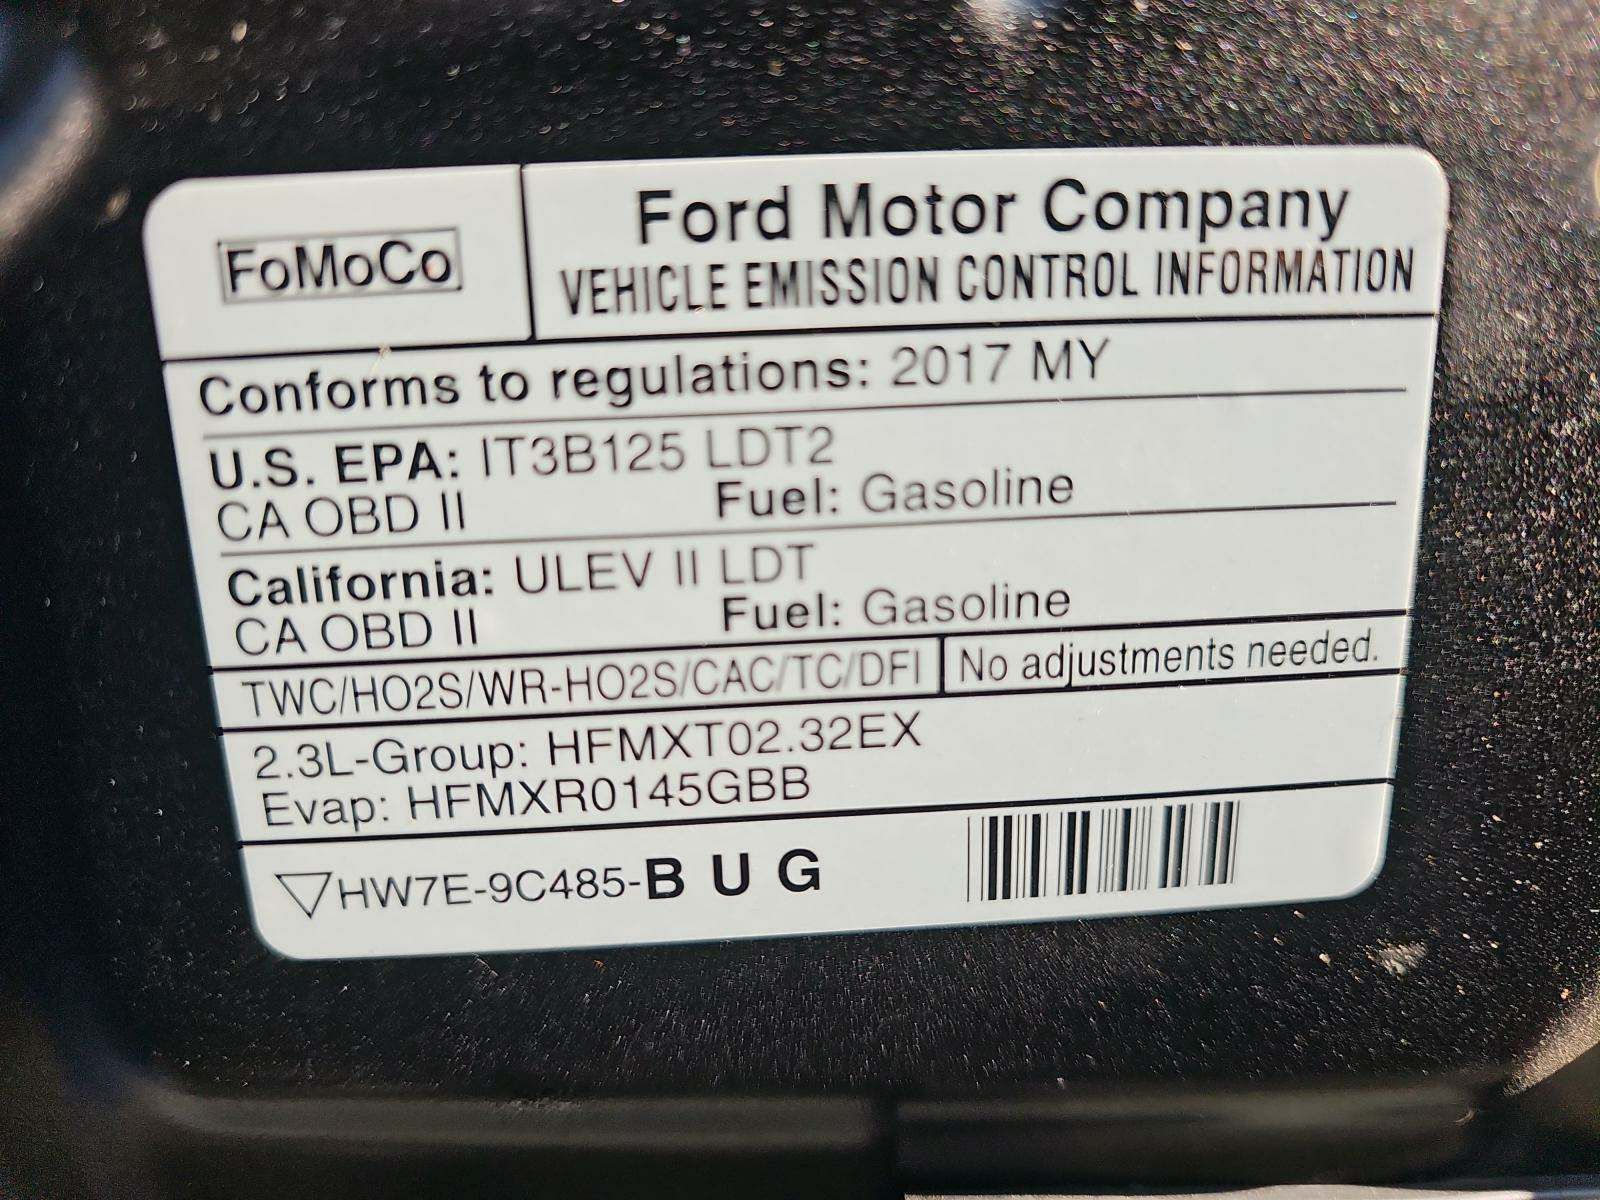 FoMoCo
Ford Motor Company
VEHICLE EMISSION CONTROL INFORMATION
Conforms to regulations: 2017 MY
U.S. EPA: IT3B125 LDT2
CA OBD II Fuel: Gasoline
California: ULEV II LDT
CA OBD II Fuel: Gasoline
TWC/HO2S/WR-HO2S/CAC/TC/DFI No adjustments needed.
2.3L-Group: HFMXT02.32EX
Evap: HFMXR0145GBB
HW7E-9C485-B U G